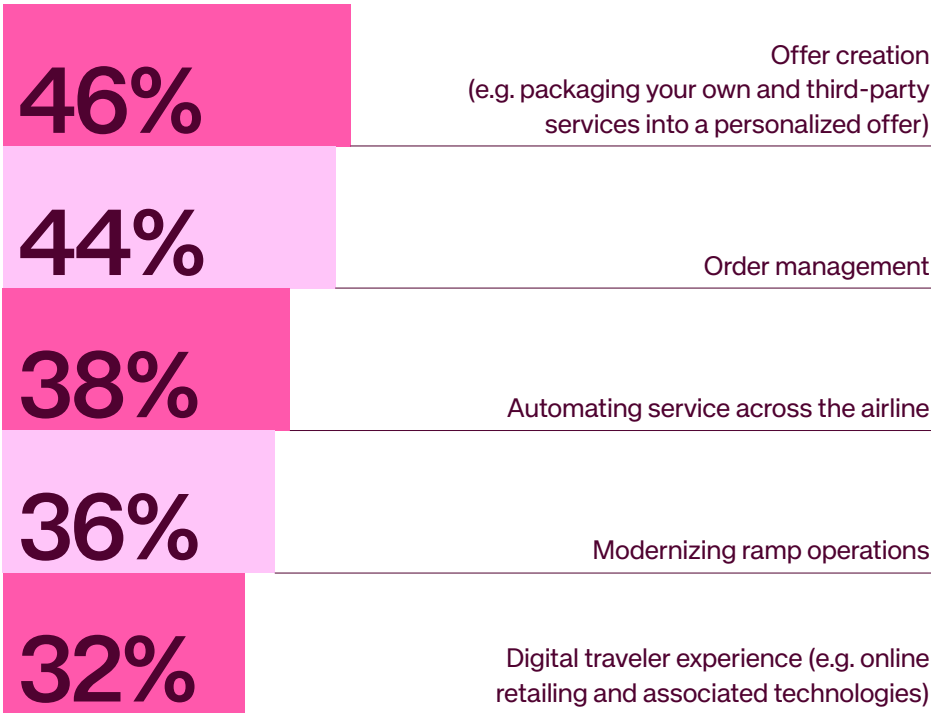 46%
Offer creation
(e.g. packaging your own and third-party
services into a personalized offer)
44%
Order management
38%
Automating service across the airline
36%
Modernizing ramp operations
32%
Digital traveler experience (e.g. online
retailing and associated technologies)